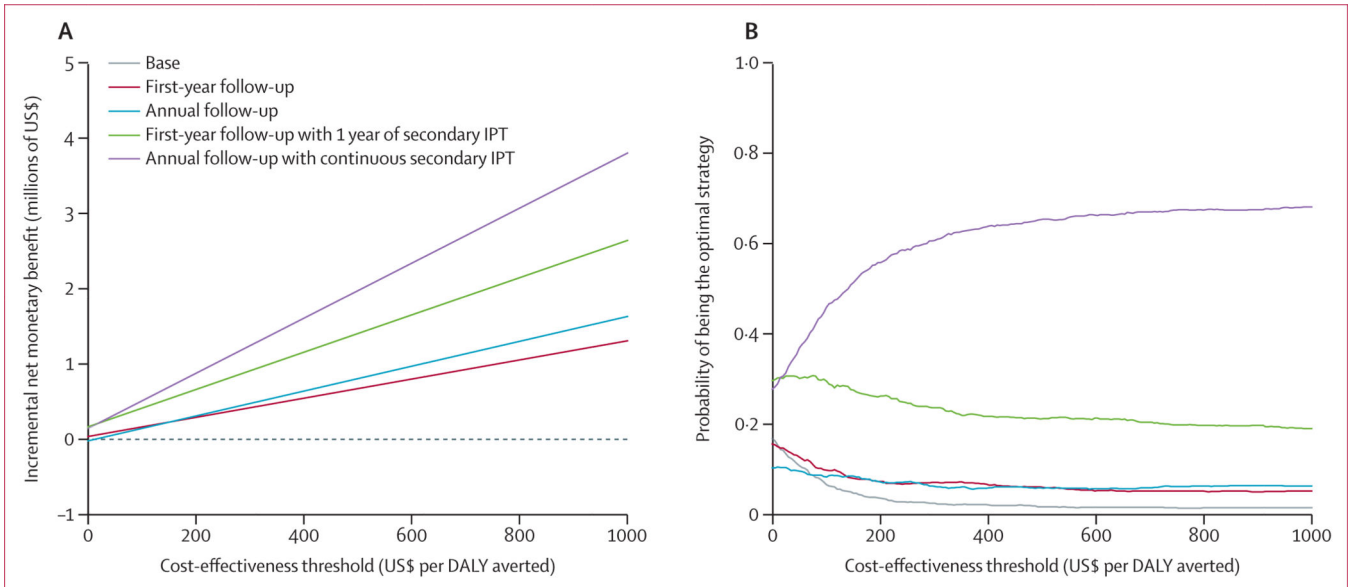 A
Incremental net monetary benefit (millions of US$)
5
4
3
2
1
0
–1
Base
First-year follow-up
Annual follow-up
First-year follow-up with 1 year of secondary IPT
Annual follow-up with continuous secondary IPT
0 200 400 600 800 1000
Cost-effectiveness threshold (US$ per DALY averted)
B
Probability of being the optimal strategy
1·0
0·8
0·6
0·4
0·2
0
0 200 400 600 800 1000
Cost-effectiveness threshold (US$ per DALY averted)